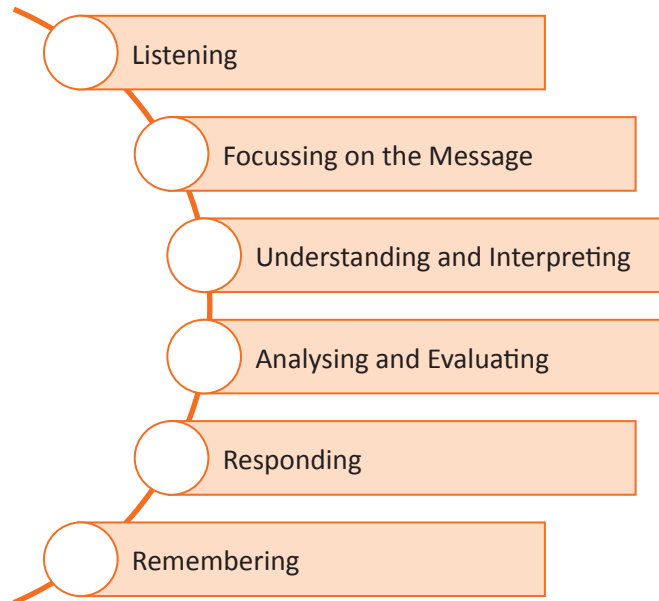 Listening
Focussing on the Message
Understanding and Interpreting
Analysing and Evaluating
Responding
Remembering